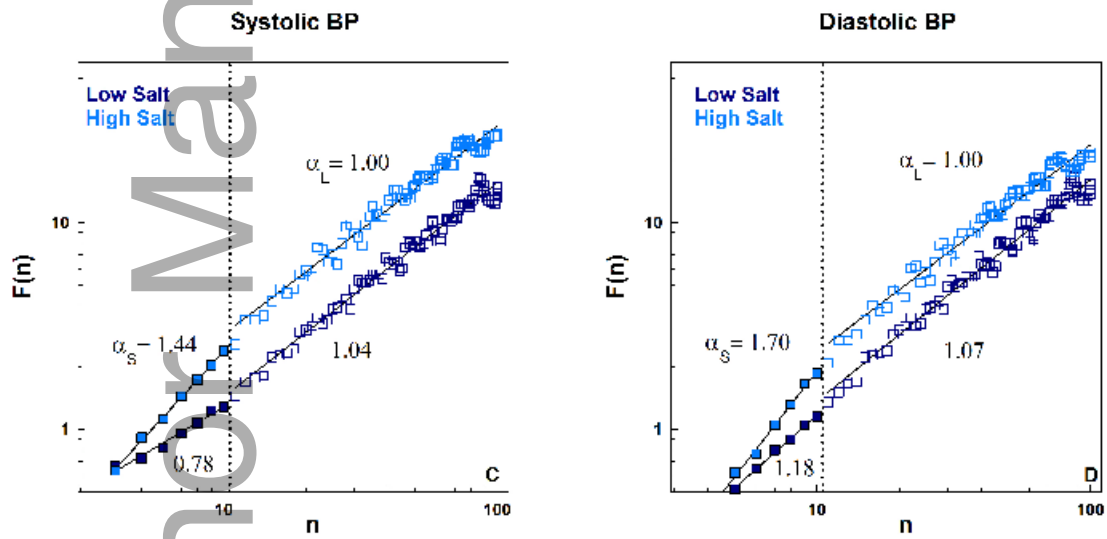 Systolic BP
Low Salt
High Salt
α_L = 1.00
10
F(n)
α_S – 1.44
1.04
1
0.78
C
10
100
n
Diastolic BP
Low Salt
High Salt
α_L – 1.00
10
F(n)
α_S = 1.70
1.07
1
1.18
D
10
100
n
nor Man